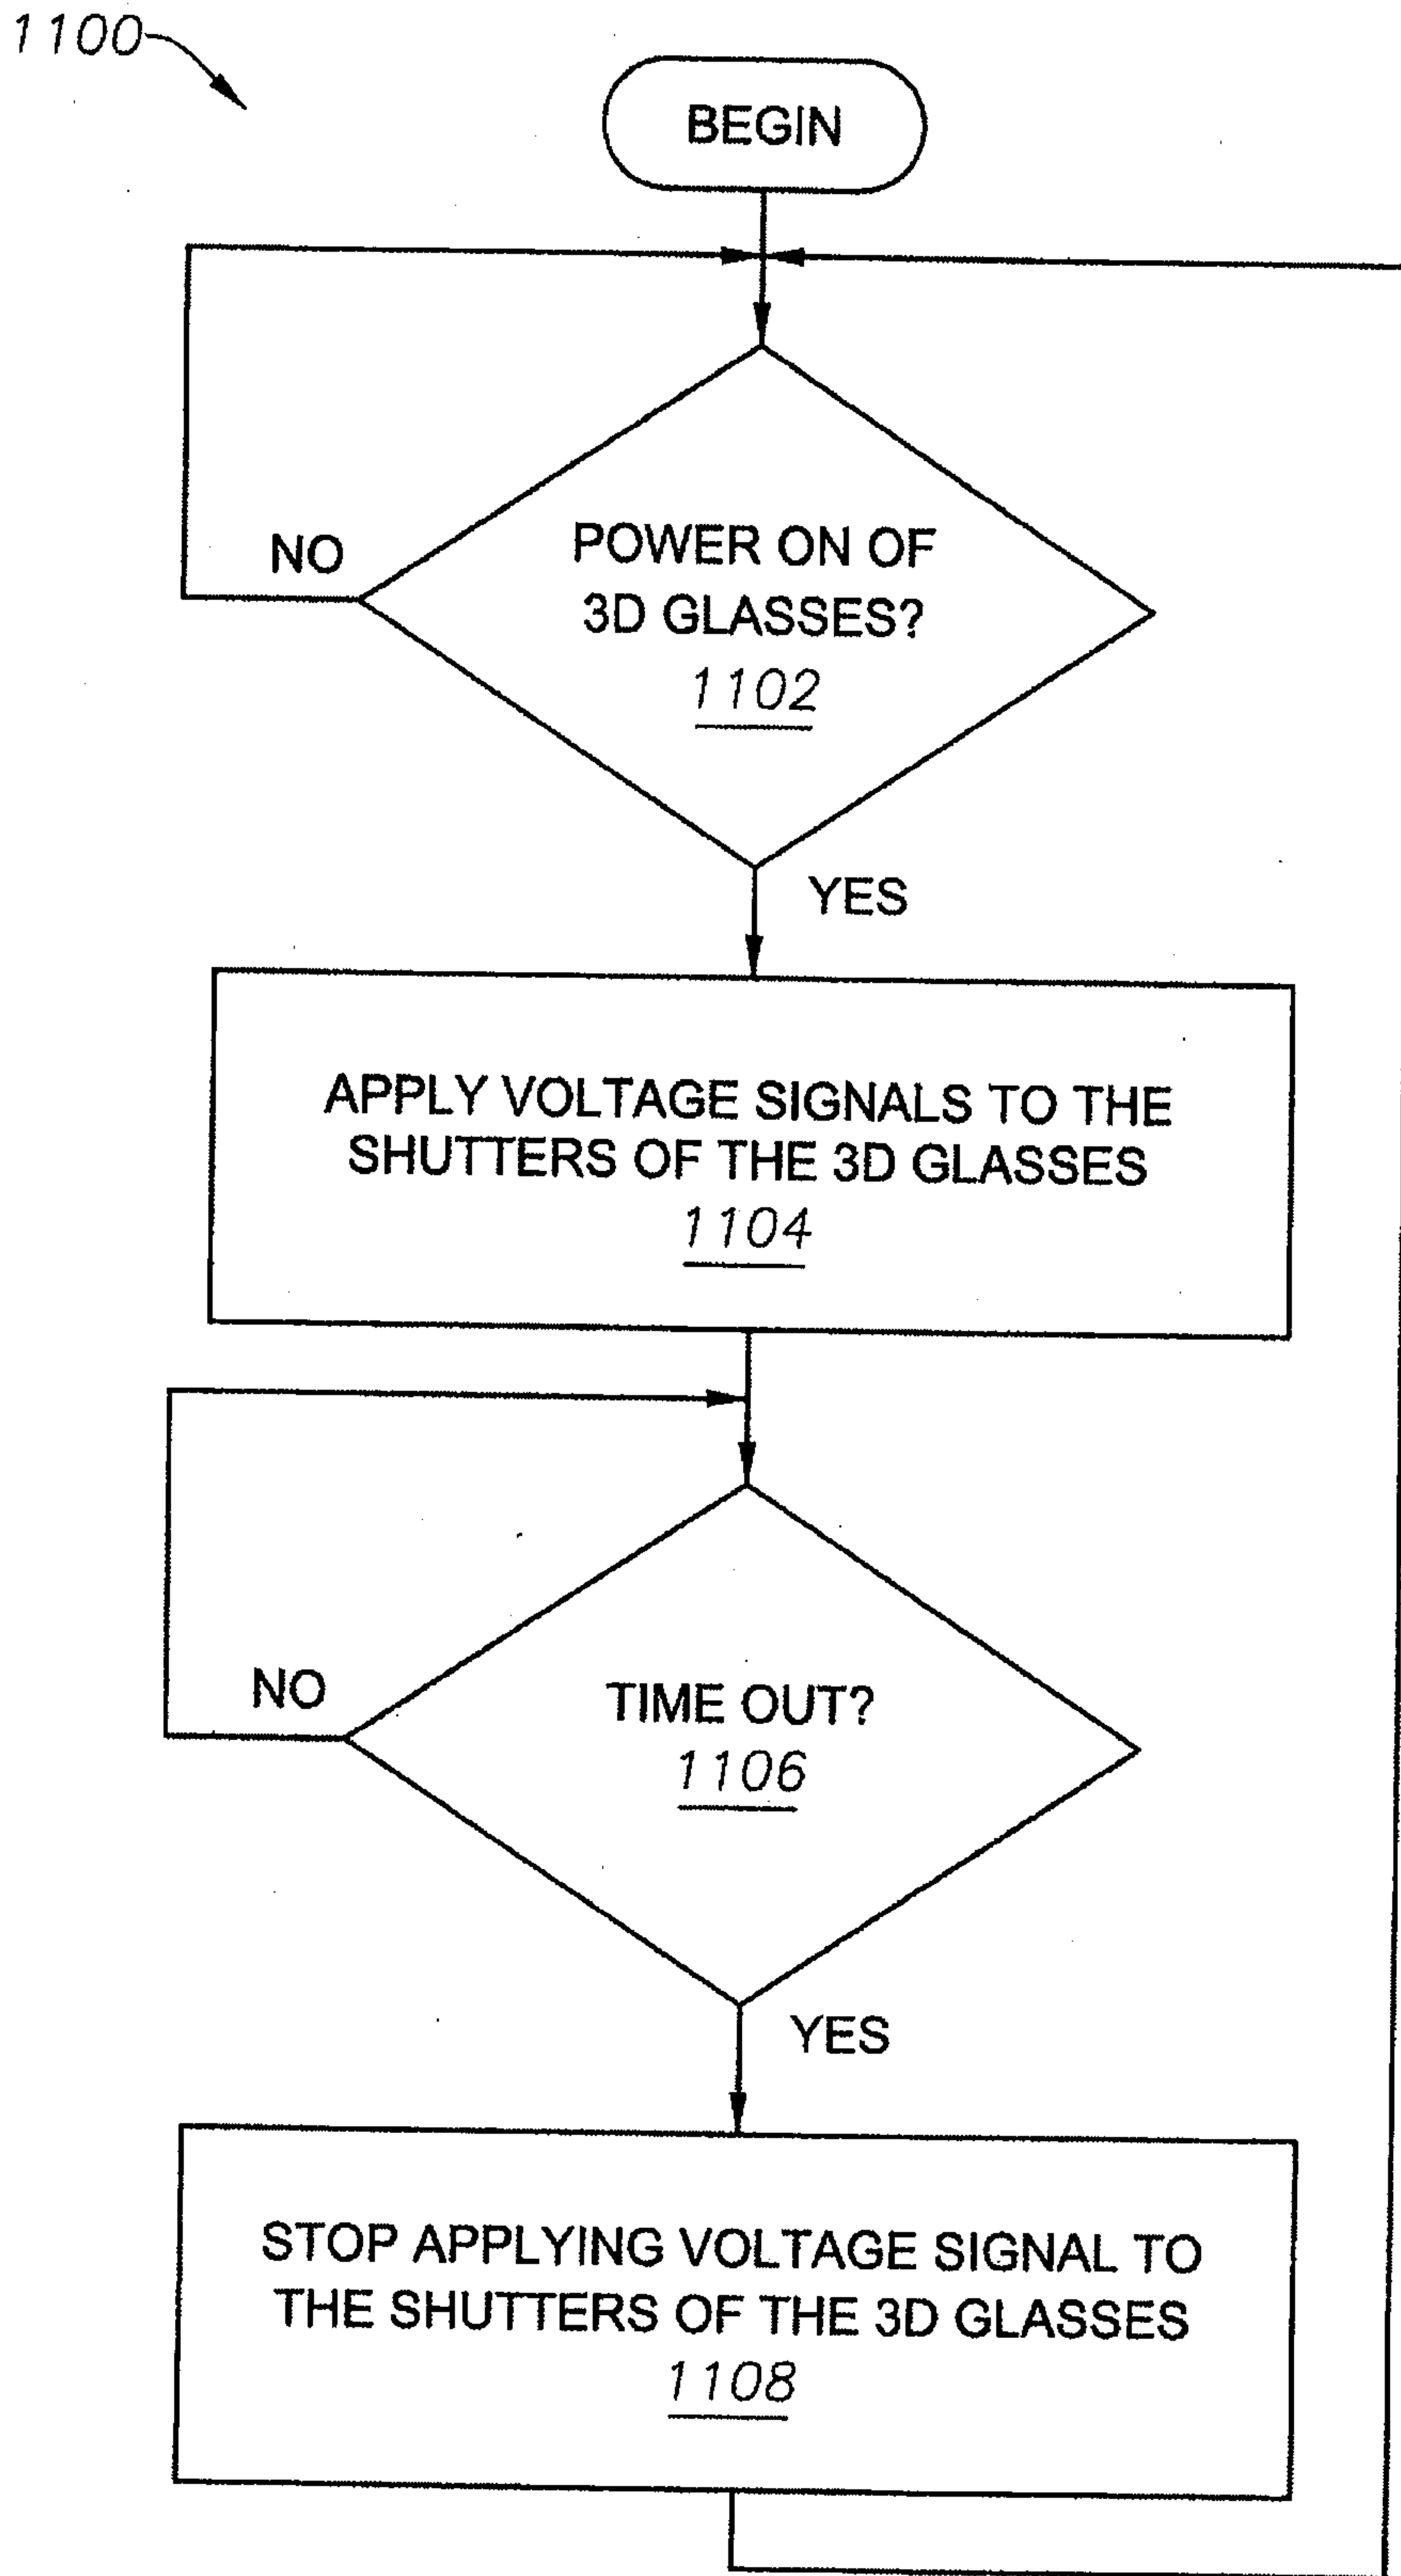 1100
BEGIN
NO
POWER ON OF
3D GLASSES?
1102
YES
APPLY VOLTAGE SIGNALS TO THE
SHUTTERS OF THE 3D GLASSES
1104
NO
TIME OUT?
1106
YES
STOP APPLYING VOLTAGE SIGNAL TO
THE SHUTTERS OF THE 3D GLASSES
1108